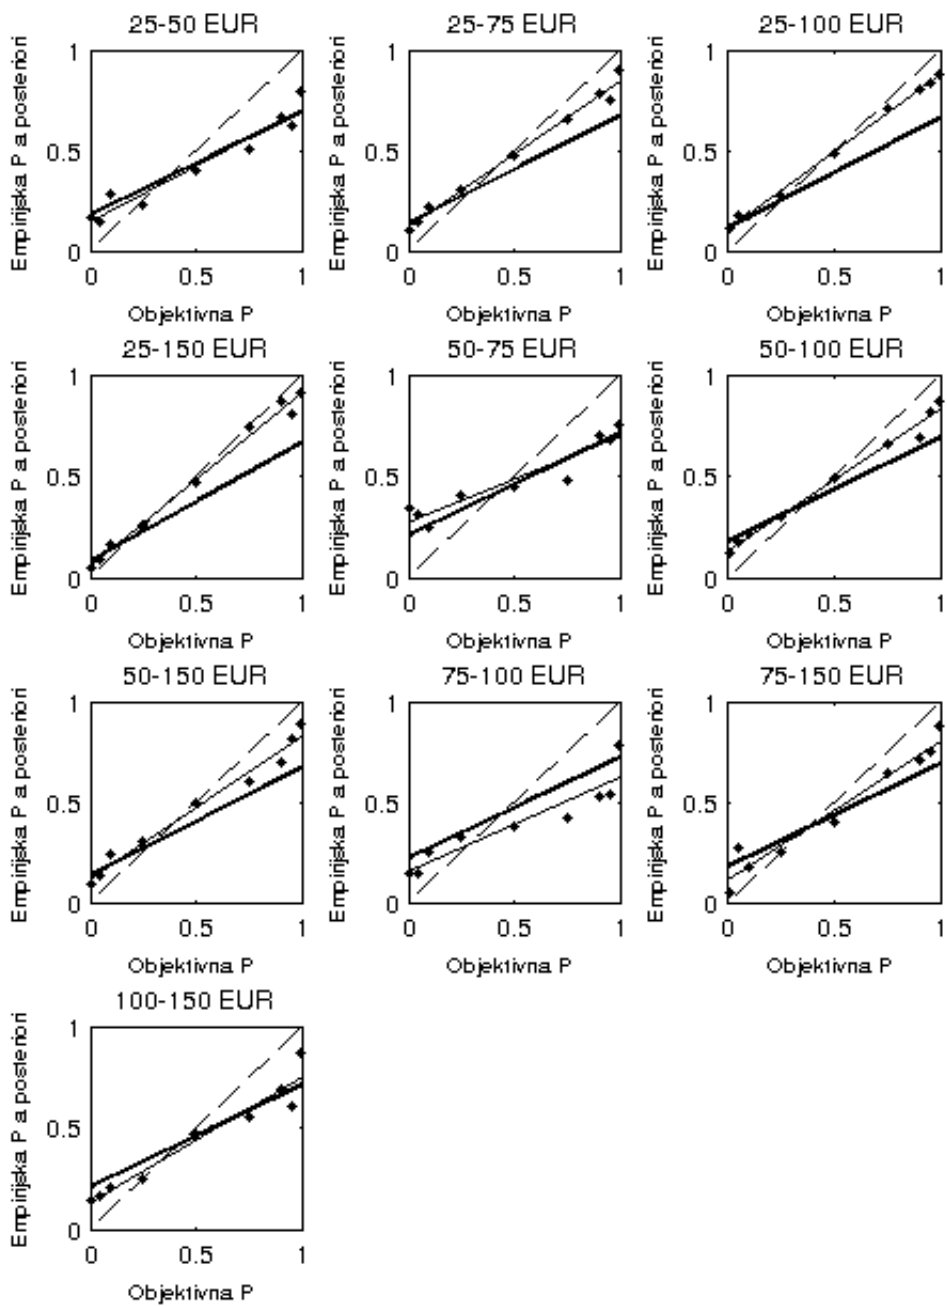 25-50 EUR
Empirijska P a posteriori
1
0.5
0
0 0.5 1
Objektivna P
25-75 EUR
Empirijska P a posteriori
1
0.5
0
0 0.5 1
Objektivna P
25-100 EUR
Empirijska P a posteriori
1
0.5
0
0 0.5 1
Objektivna P
25-150 EUR
Empirijska P a posteriori
1
0.5
0
0 0.5 1
Objektivna P
50-75 EUR
Empirijska P a posteriori
1
0.5
0
0 0.5 1
Objektivna P
50-100 EUR
Empirijska P a posteriori
1
0.5
0
0 0.5 1
Objektivna P
50-150 EUR
Empirijska P a posteriori
1
0.5
0
0 0.5 1
Objektivna P
75-100 EUR
Empirijska P a posteriori
1
0.5
0
0 0.5 1
Objektivna P
75-150 EUR
Empirijska P a posteriori
1
0.5
0
0 0.5 1
Objektivna P
100-150 EUR
Empirijska P a posteriori
1
0.5
0
0 0.5 1
Objektivna P